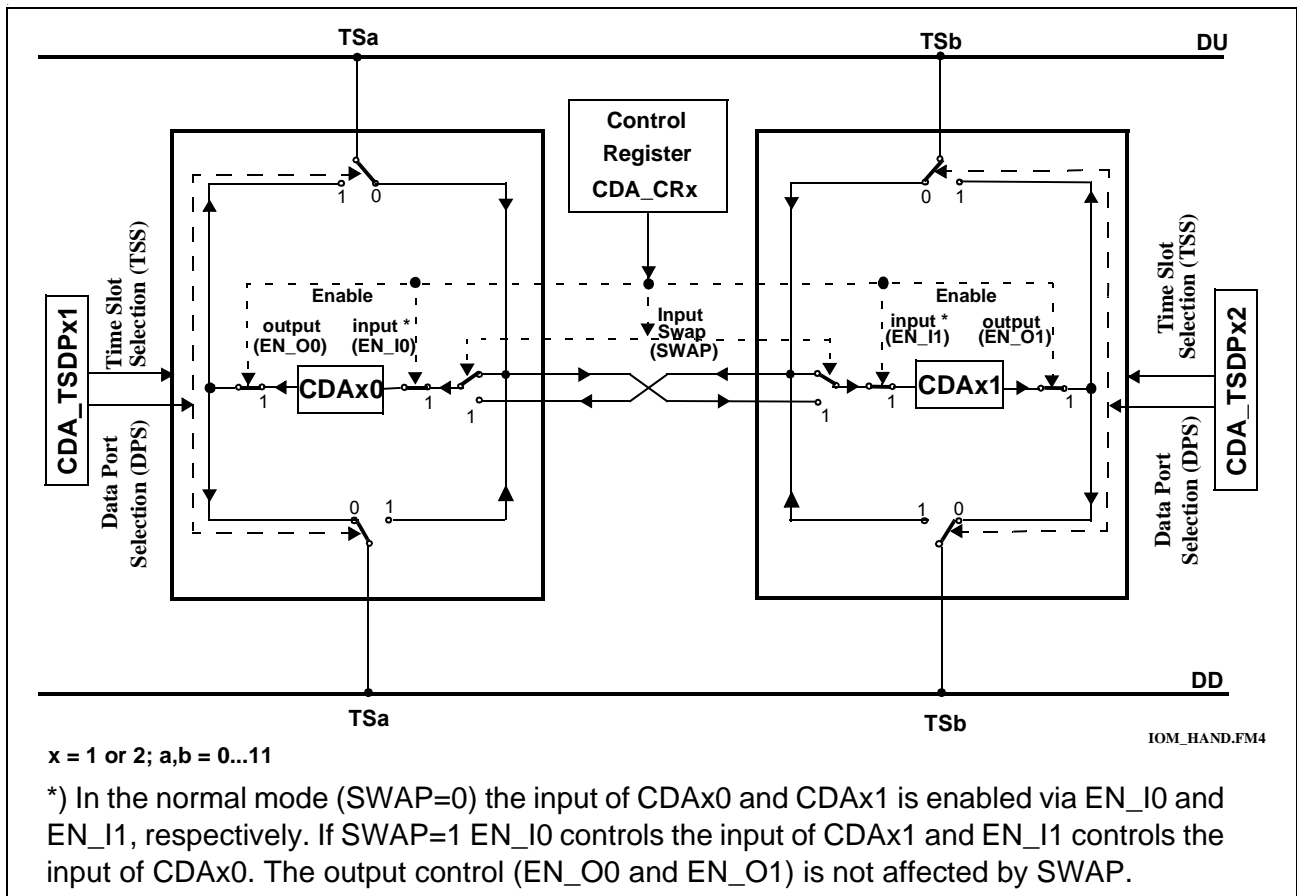 TSa
TSb
DU
Control
Register
CDA_CRx
1
0
0
1
Time Slot
Selection (TSS)
Time Slot
Selection (TSS)
Enable
Enable
output
(EN_O0)
input *
(EN_I0)
Input
Swap
(SWAP)
input *
(EN_I1)
output
(EN_O1)
CDA_TSDPx1
CDAx0
CDAx1
CDA_TSDPx2
1
1
1
1
1
1
Data Port
Selection (DPS)
Data Port
Selection (DPS)
0
1
1
0
DD
TSa
TSb
IOM_HAND.FM4
x = 1 or 2; a,b = 0...11
*) In the normal mode (SWAP=0) the input of CDAx0 and CDAx1 is enabled via EN_I0 and
EN_I1, respectively. If SWAP=1 EN_I0 controls the input of CDAx1 and EN_I1 controls the
input of CDAx0. The output control (EN_O0 and EN_O1) is not affected by SWAP.